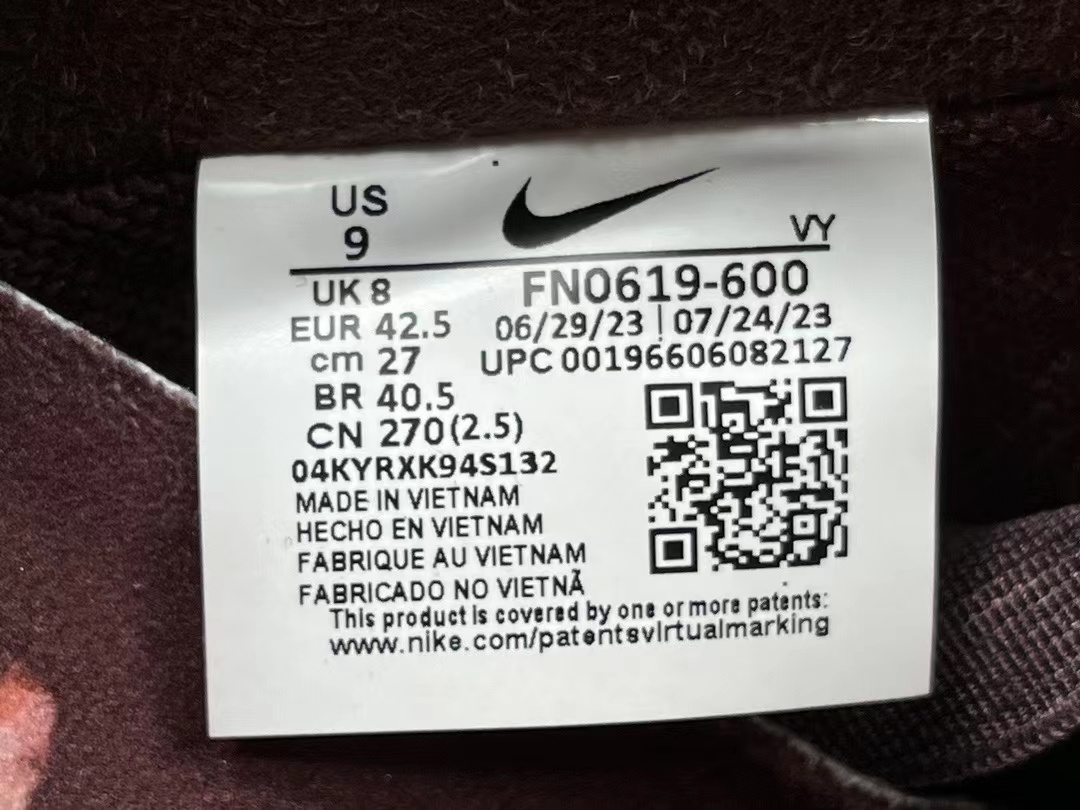 US
9
VY
UK 8
FN0619-600
EUR 42.5
06/29/23 | 07/24/23
cm 27
UPC 00196606082127
BR 40.5
CN 270(2.5)
04KYRXK94S132
MADE IN VIETNAM
HECHO EN VIETNAM
FABRIQUE AU VIETNAM
FABRICADO NO VIETNÃ
This product is covered by one or more patents:
www.nike.com/patentsvirtualmarking